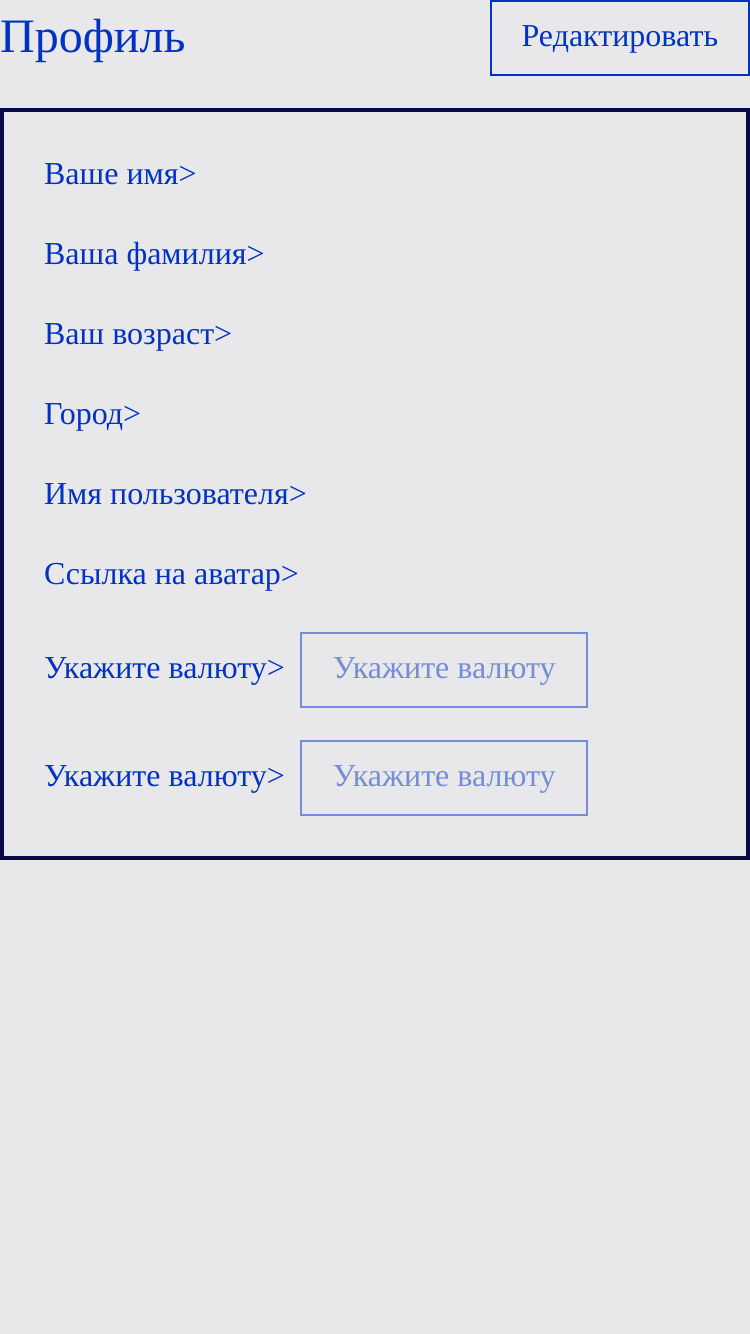 Профиль
Редактировать
Ваше имя>
Ваша фамилия>
Ваш возраст>
Город>
Имя пользователя>
Ссылка на аватар>
Укажите валюту> Укажите валюту
Укажите валюту> Укажите валюту